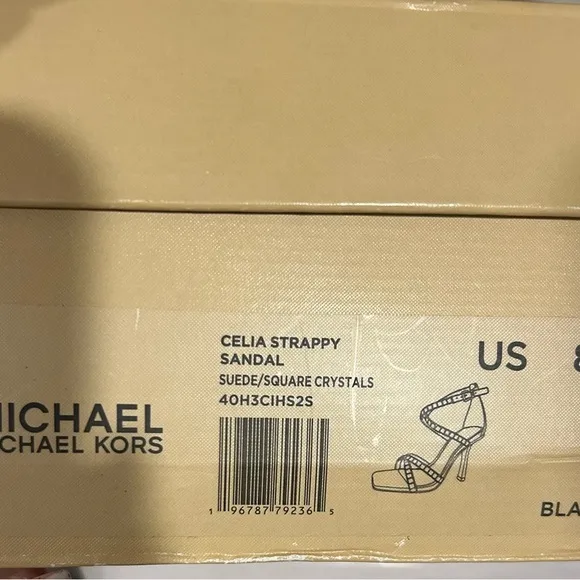 CELIA STRAPPY
SANDAL
SUEDE/SQUARE CRYSTALS
40H3CIHS2S
US
MICHAEL
MICHAEL KORS
1 96787 79236 5